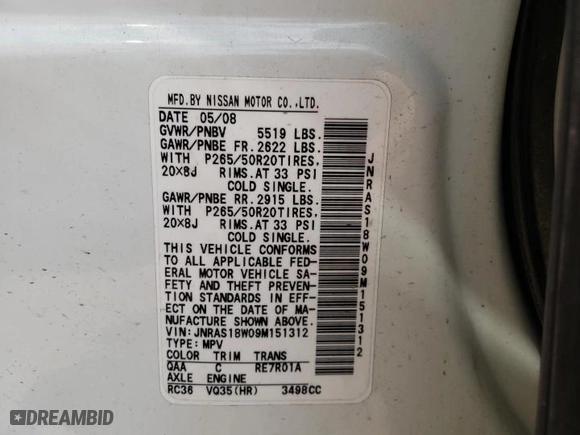 MFD.BY NISSAN MOTOR CO.,LTD.
DATE 05/08
GVWR/PNBV 5519 LBS.
GAWR/PNBE FR.2622 LBS.
WITH P265/50R20TIRES,
20X8J RIMS.AT 33 PSI
COLD SINGLE.
GAWR/PNBE RR.2915 LBS.
WITH P265/50R20TIRES,
20X8J RIMS.AT 33 PSI
COLD SINGLE.
THIS VEHICLE CONFORMS
TO ALL APPLICABLE FED-
ERAL MOTOR VEHICLE SA-
FETY AND THEFT PREVEN-
TION STANDARDS IN EFF-
ECT ON THE DATE OF MA-
NUFACTURE SHOWN ABOVE.
VIN:JNRAS18W09M151312
TYPE:MPV
COLOR TRIM TRANS
QAA C RE7R01A
AXLE ENGINE
RC36 VQ35(HR) 3498CC
JNRAS18W09M151312
DREAMBID